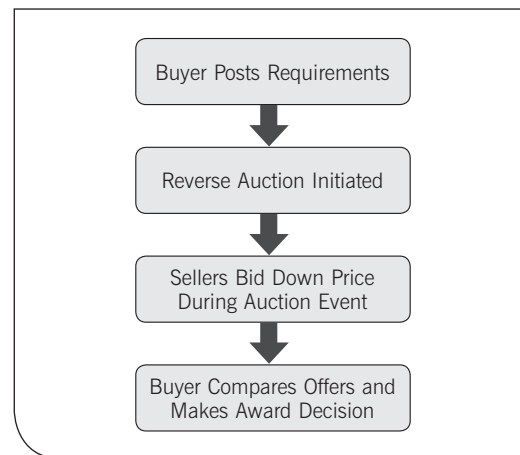 Buyer Posts Requirements
Reverse Auction Initiated
Sellers Bid Down Price
During Auction Event
Buyer Compares Offers and
Makes Award Decision